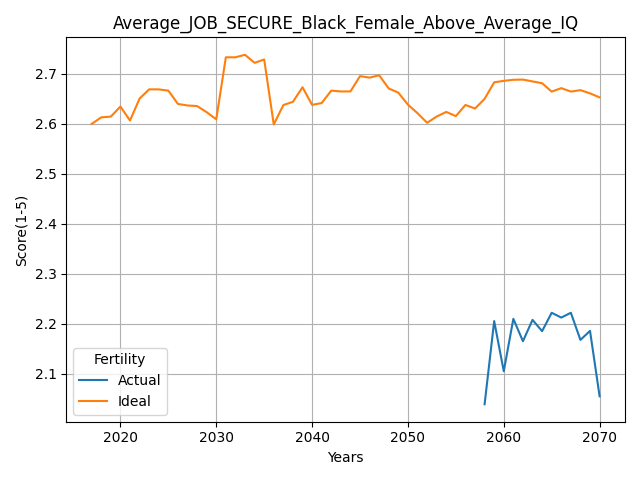 Average_JOB_SECURE_Black_Female_Above_Average_IQ
Score(1-5)
2.7
2.6
2.5
2.4
2.3
2.2
2.1
Fertility
Actual
Ideal
2020 2030 2040 2050 2060 2070
Years